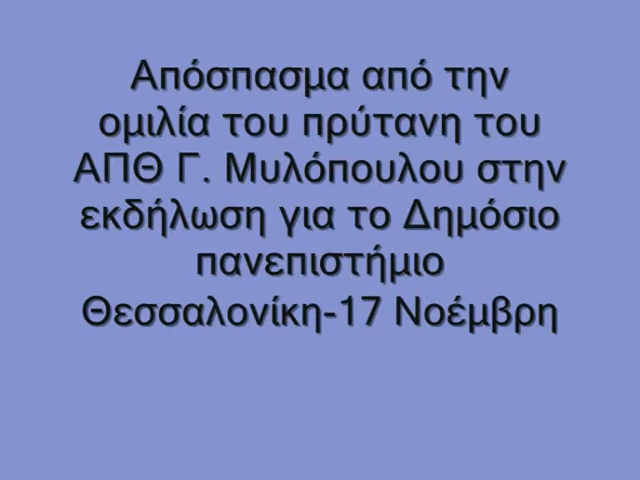 Απόσπασμα από την
ομιλία του πρύτανη του
ΑΠΘ Γ. Μυλόπουλου στην
εκδήλωση για το Δημόσιο
πανεπιστήμιο
Θεσσαλονίκη-17 Νοέμβρη